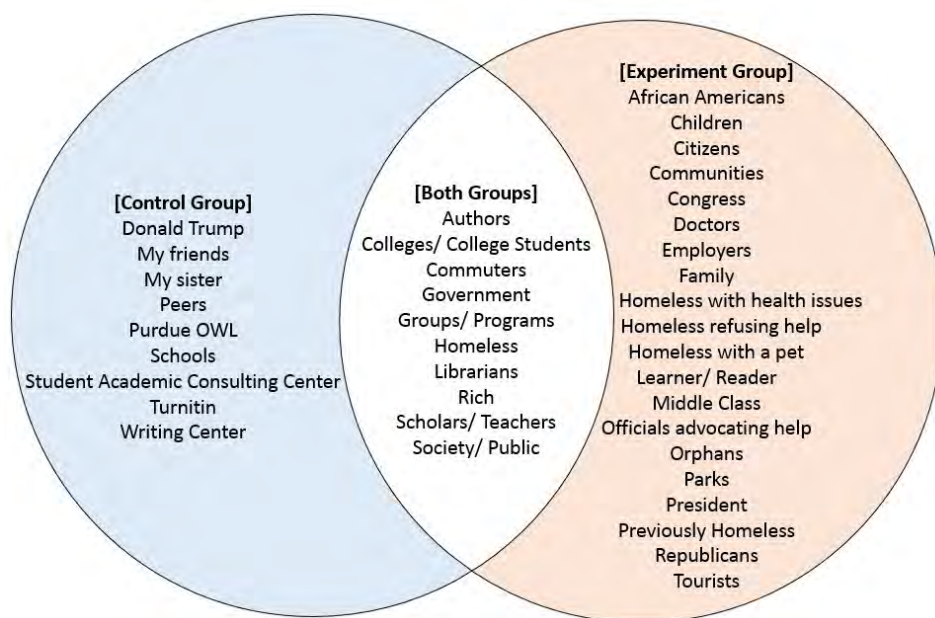 [Control Group]
Donald Trump
My friends
My sister
Peers
Purdue OWL
Schools
Student Academic Consulting Center
Turnitin
Writing Center
[Both Groups]
Authors
Colleges/ College Students
Commuters
Government
Groups/ Programs
Homeless
Librarians
Rich
Scholars/ Teachers
Society/ Public
[Experiment Group]
African Americans
Children
Citizens
Communities
Congress
Doctors
Employers
Family
Homeless with health issues
Homeless refusing help
Homeless with a pet
Learner/ Reader
Middle Class
Officials advocating help
Orphans
Parks
President
Previously Homeless
Republicans
Tourists